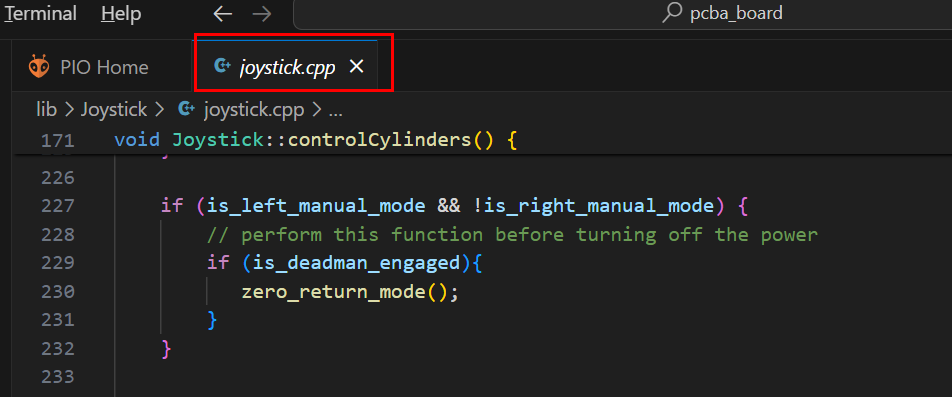 Terminal Help pcba_board
PIO Home joystick.cpp
lib > Joystick > joystick.cpp > ...
171 void Joystick::controlCylinders() {
226
227 if (is_left_manual_mode && !is_right_manual_mode) {
228 // perform this function before turning off the power
229 if (is_deadman_engaged){
230 zero_return_mode();
231 }
232 }
233